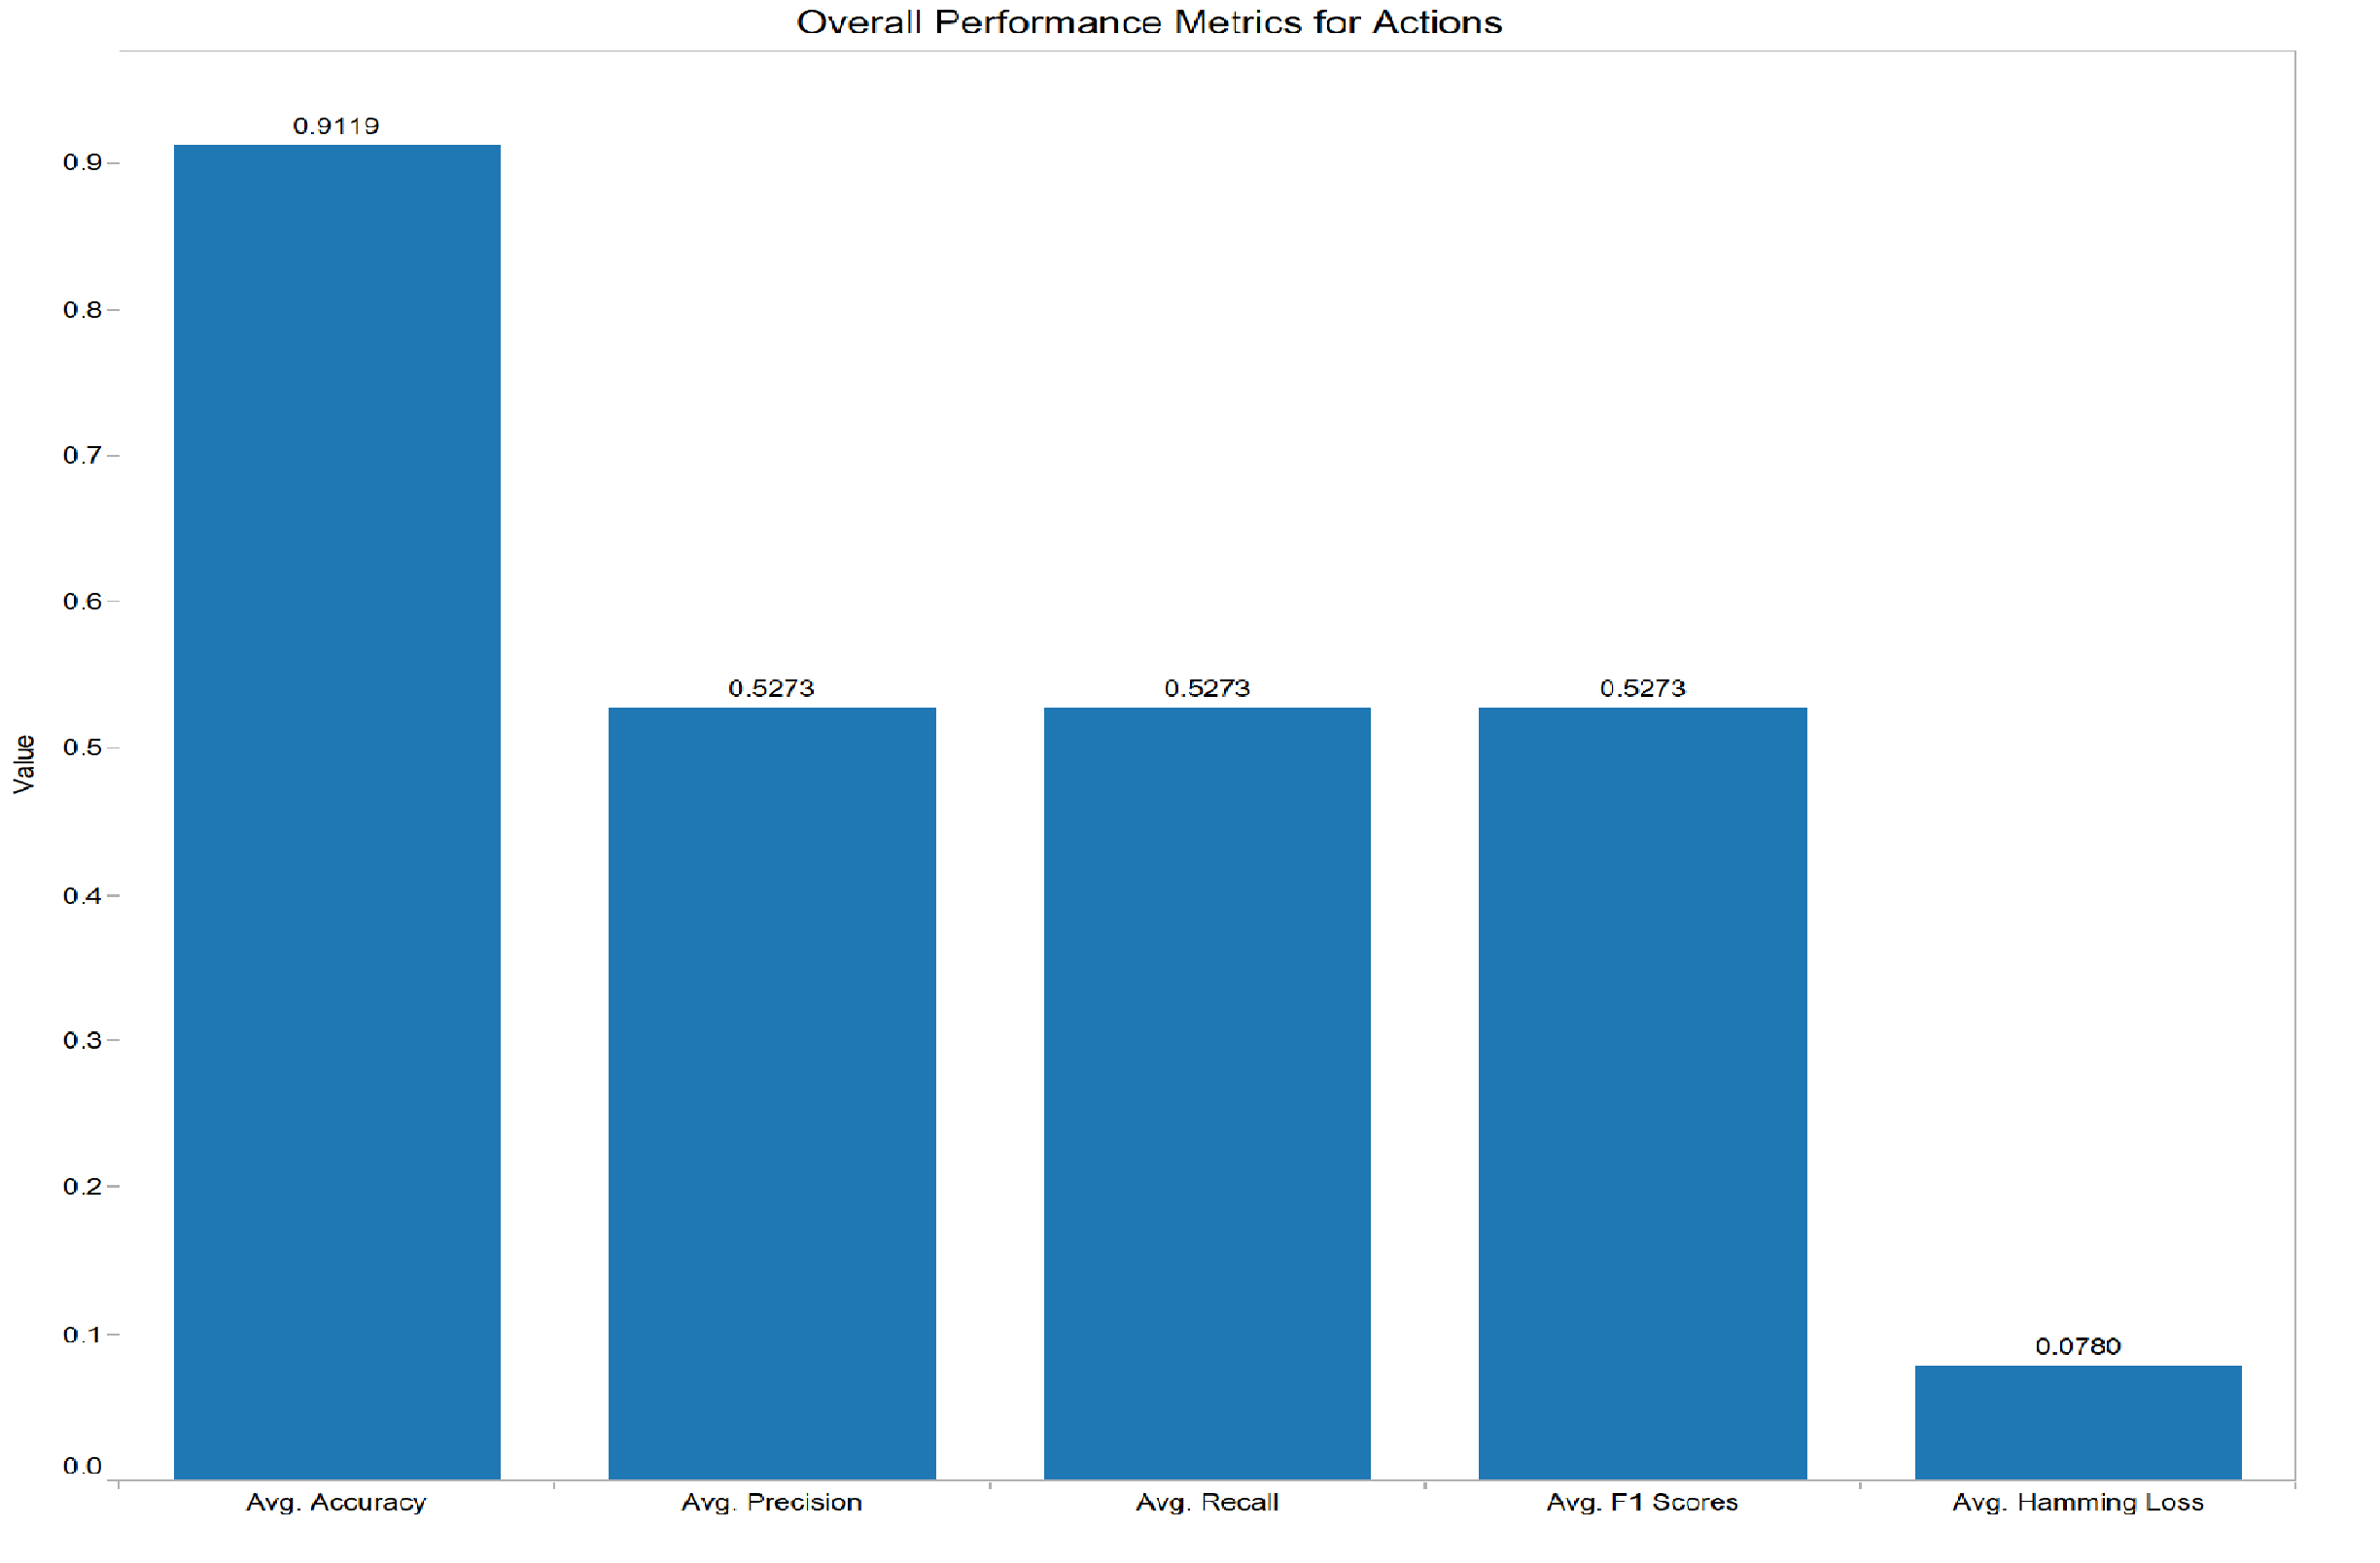 Overall Performance Metrics for Actions
0.9119
0.9
0.8
0.7
0.6
0.5273
0.5273
0.5273
0.5
Value
0.4
0.3
0.2
0.1
0.0780
0.0
Avg. Accuracy
Avg. Precision
Avg. Recall
Avg. F1 Scores
Avg. Hamming Loss